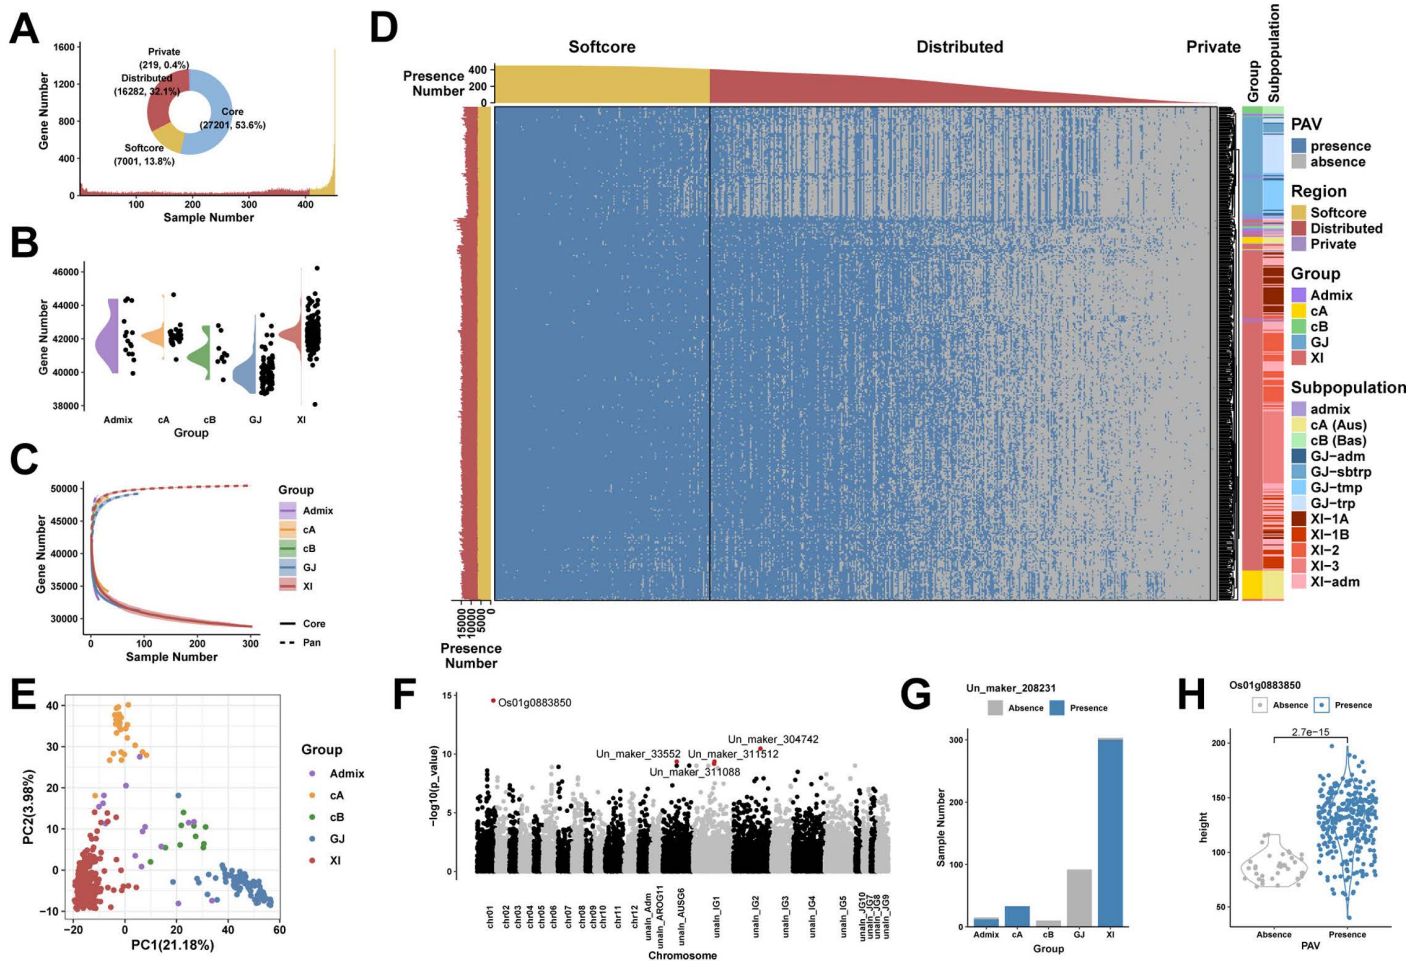 A
1600
1200
800
400
0
Gene Number
Private
(219, 0.4%)
Distributed
(16282, 32.1%)
Core
(27201, 53.6%)
Softcore
(7001, 13.8%)
0
100
200
300
400
Sample Number
B
46000
44000
42000
40000
38000
Gene Number
Admix
cA
cB
GJ
XI
Group
C
50000
45000
40000
35000
30000
Gene Number
0
100
200
300
Sample Number
Group
Admix
cA
cB
GJ
XI
Core
Pan
D
Softcore
Distributed
Private
Presence
Number
400
200
0
Group
Subpopulation
15000
10000
5000
0
Presence
Number
PAV
presence
absence
Region
Softcore
Distributed
Private
Group
Admix
cA
cB
GJ
XI
Subpopulation
admix
cA (Aus)
cB (Bas)
GJ-adm
GJ-sbtrp
GJ-tmp
GJ-trp
XI-1A
XI-1B
XI-2
XI-3
XI-adm
E
40
30
20
10
0
-10
PC2(3.98%)
-20
0
20
40
60
PC1(21.18%)
Group
Admix
cA
cB
GJ
XI
F
15
10
5
0
-log10(p_value)
Os01g0883850
Un_maker_304742
Un_maker_33552
Un_maker_311512
Un_maker_311088
chr01
chr02
chr03
chr04
chr05
chr06
chr07
chr08
chr09
chr10
chr11
chr12
unaln_Adm
unaln_AROG11
unaln_AUSG6
unaln_IG1
unaln_IG2
unaln_IG3
unaln_IG4
unaln_IG5
unaln_JG10
unaln_JG7
unaln_JG8
unaln_JG9
Chromosome
G
Un_maker_208231
Absence
Presence
300
200
100
0
Sample Number
Admix
cA
cB
GJ
XI
Group
H
Os01g0883850
Absence
Presence
2.7e-15
200
150
100
50
height
Absence
Presence
PAV